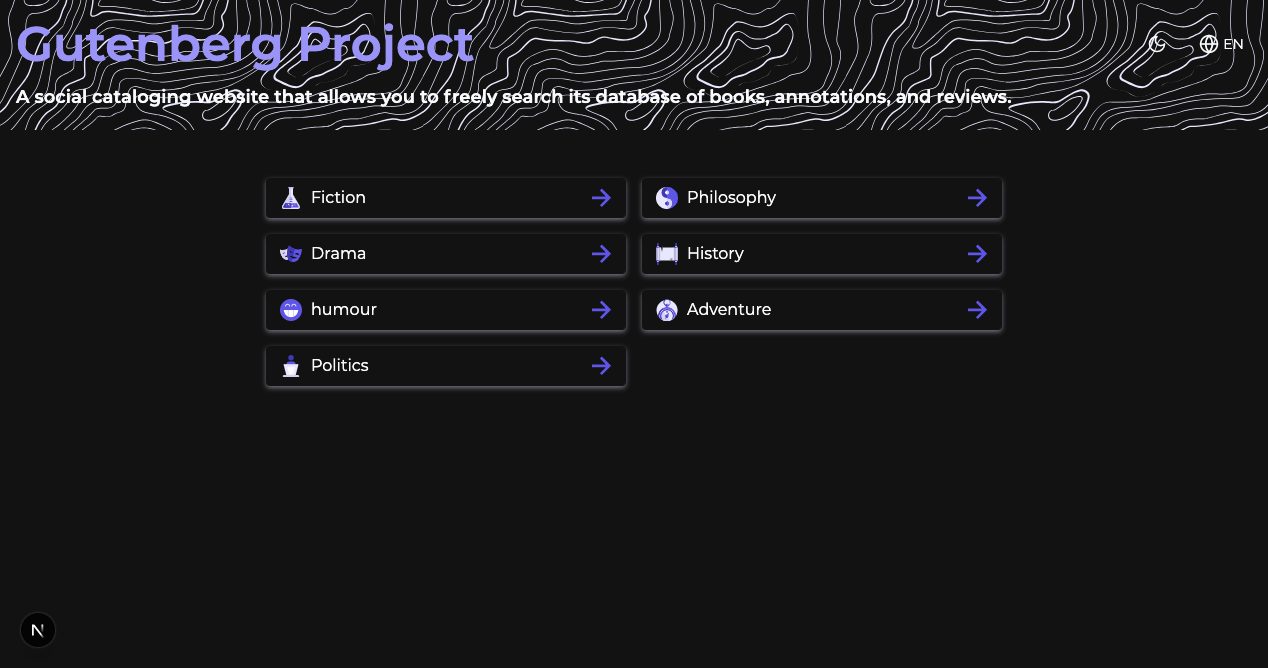 Gutenberg Project
EN
A social cataloging website that allows you to freely search its database of books, annotations, and reviews.
Fiction
Philosophy
Drama
History
humour
Adventure
Politics
N